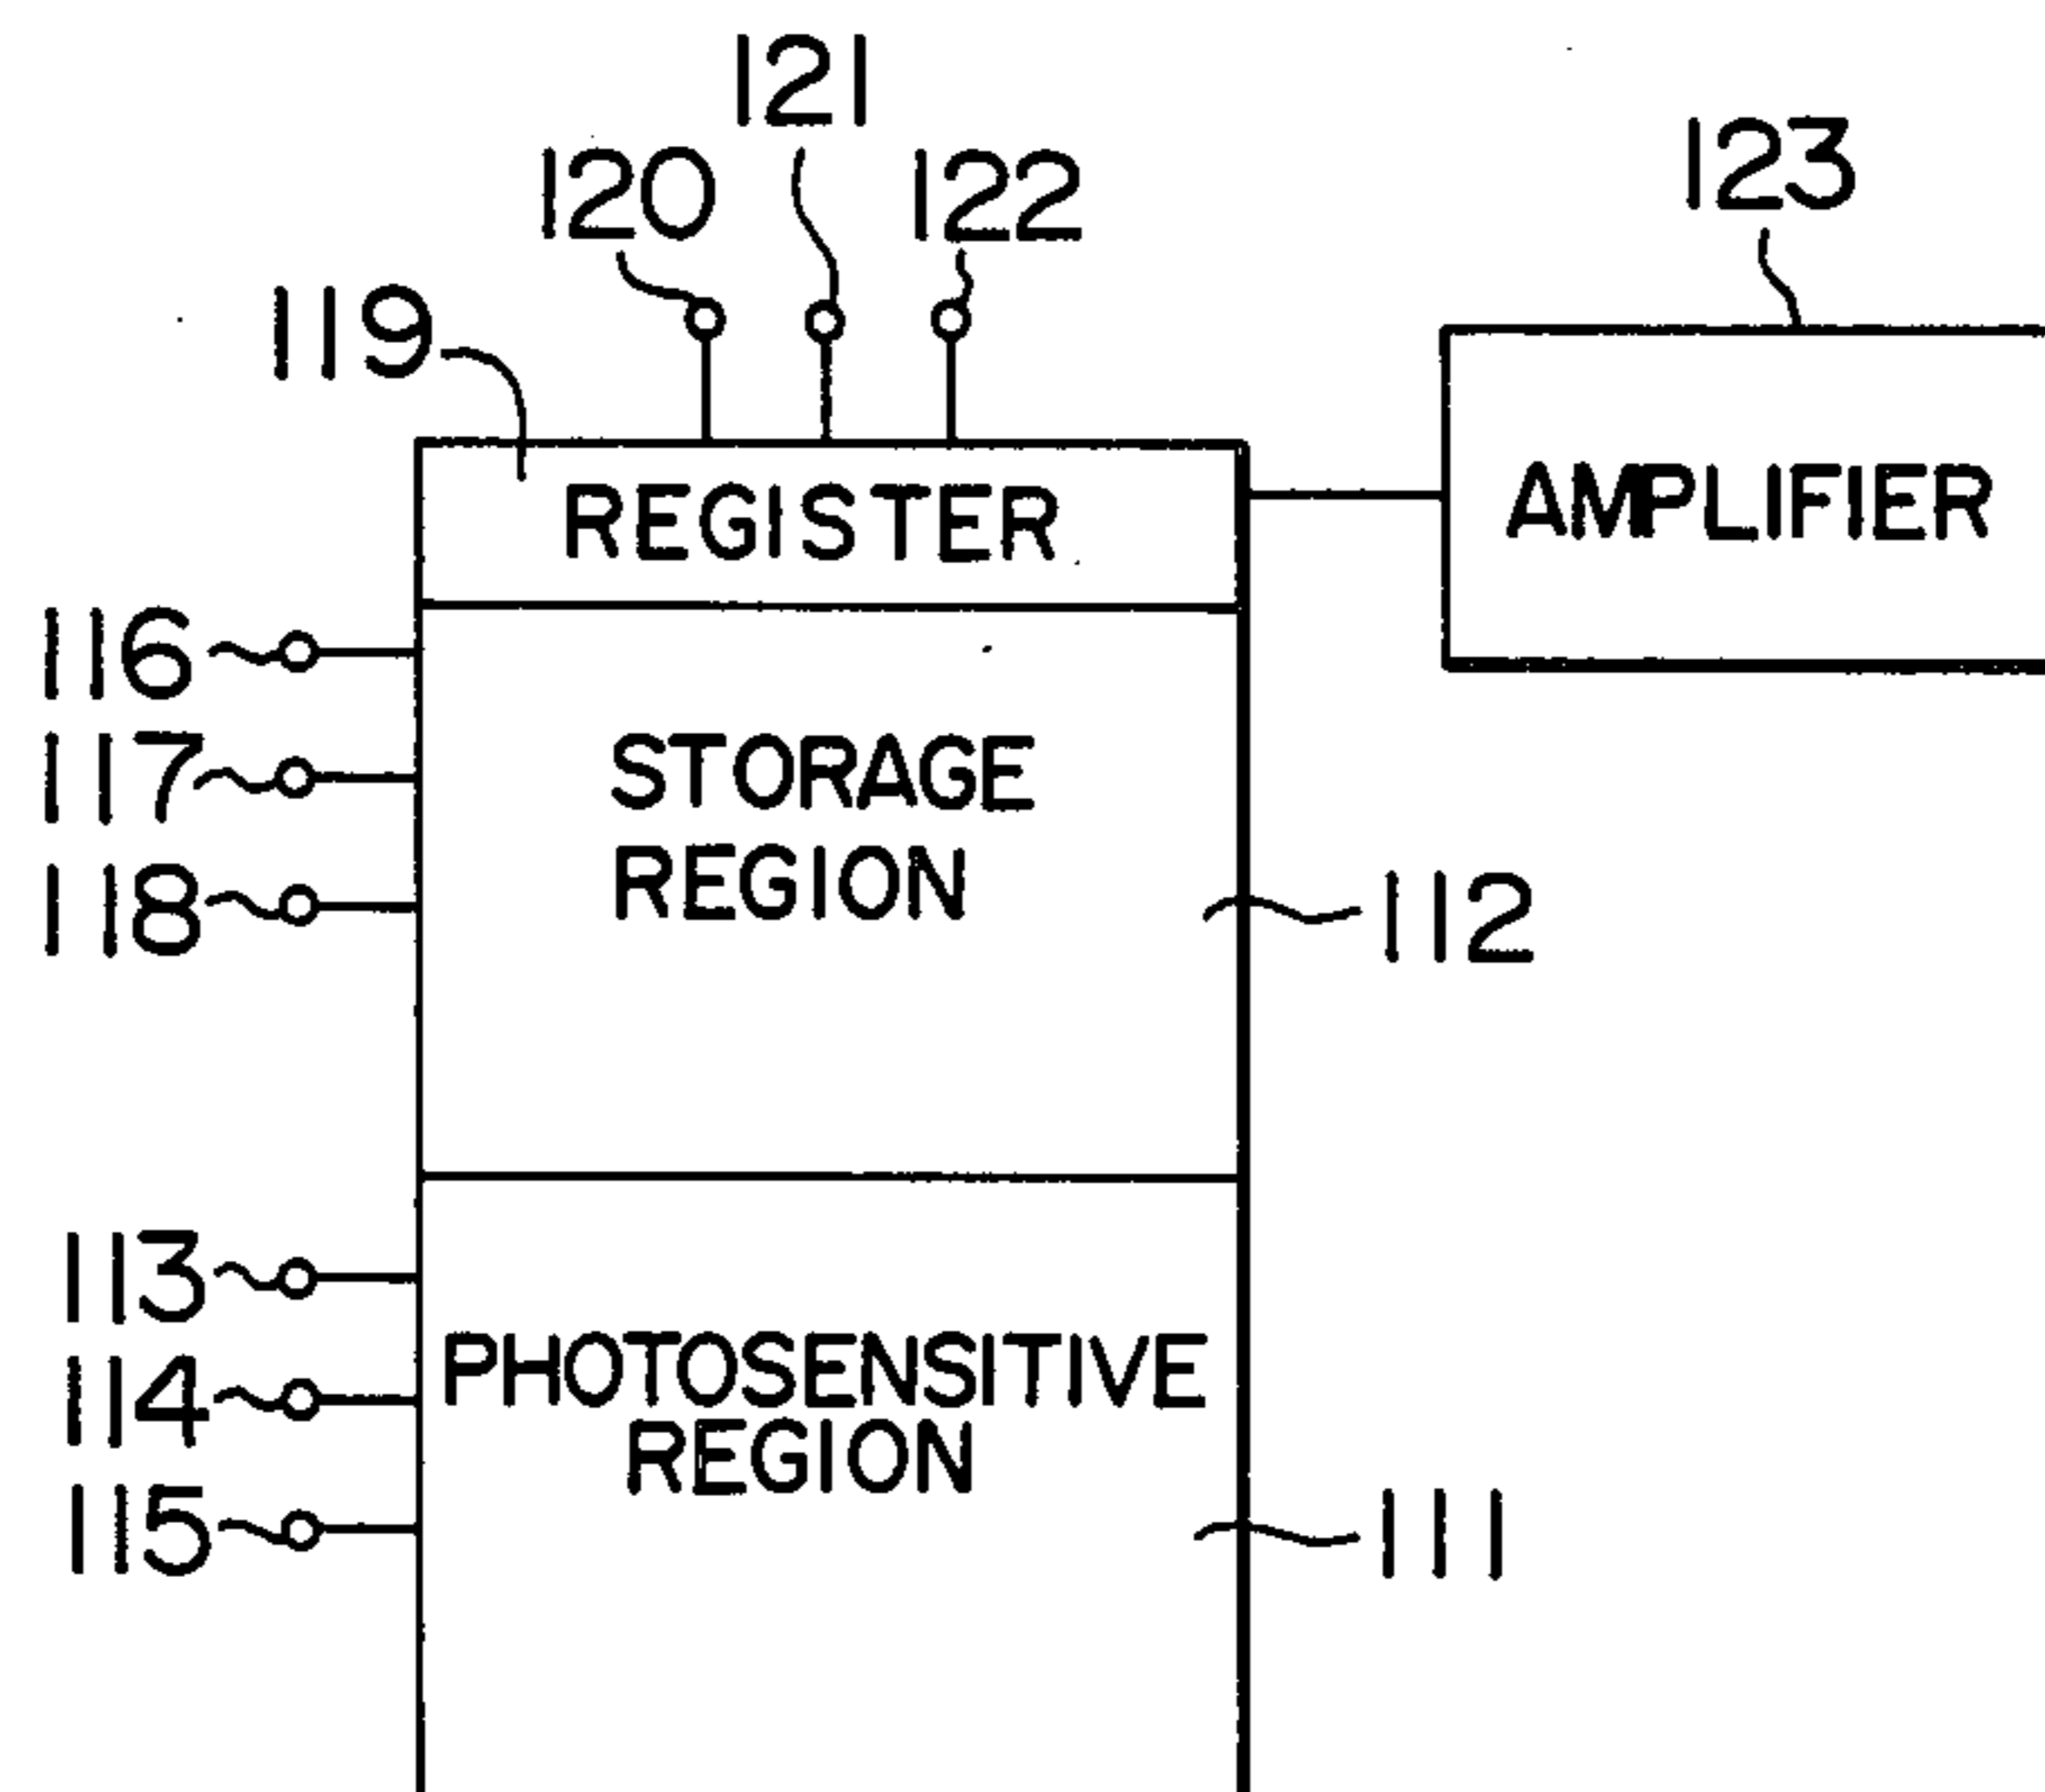 121
120
122
123
119
REGISTER
AMPLIFIER
116
STORAGE
117
REGION
118
112
113
PHOTOSENSITIVE
114
REGION
115
111